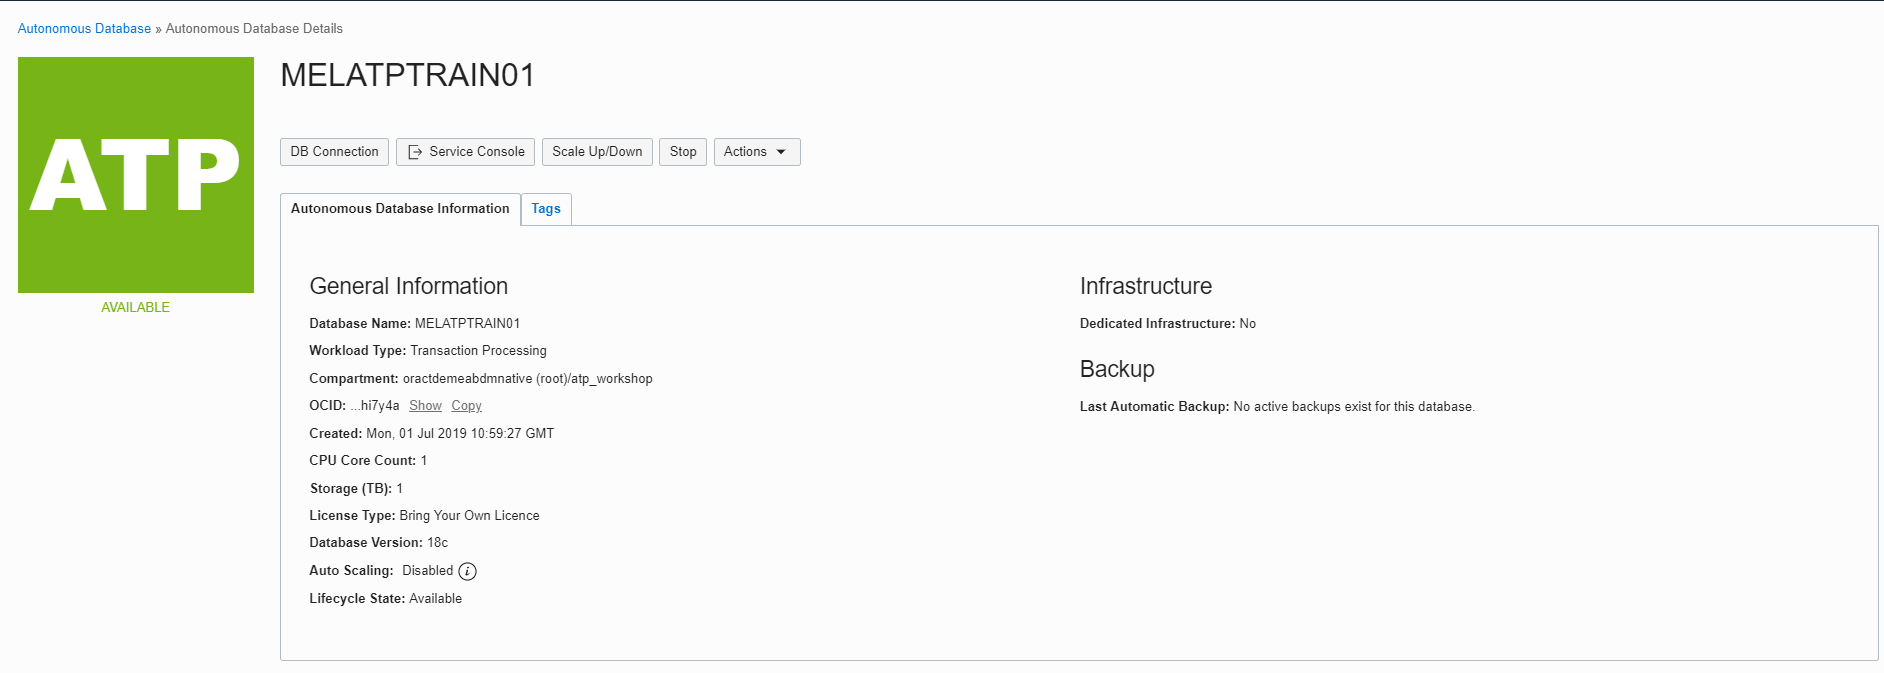 Autonomous Database » Autonomous Database Details
ATP
AVAILABLE
MELATPTRAIN01
DB Connection Service Console Scale Up/Down Stop Actions
Autonomous Database Information Tags
General Information
Database Name: MELATPTRAIN01
Workload Type: Transaction Processing
Compartment: oractdemeabdmnative (root)/atp_workshop
OCID: ...hi7y4a Show Copy
Created: Mon, 01 Jul 2019 10:59:27 GMT
CPU Core Count: 1
Storage (TB): 1
License Type: Bring Your Own Licence
Database Version: 18c
Auto Scaling: Disabled i
Lifecycle State: Available
Infrastructure
Dedicated Infrastructure: No
Backup
Last Automatic Backup: No active backups exist for this database.